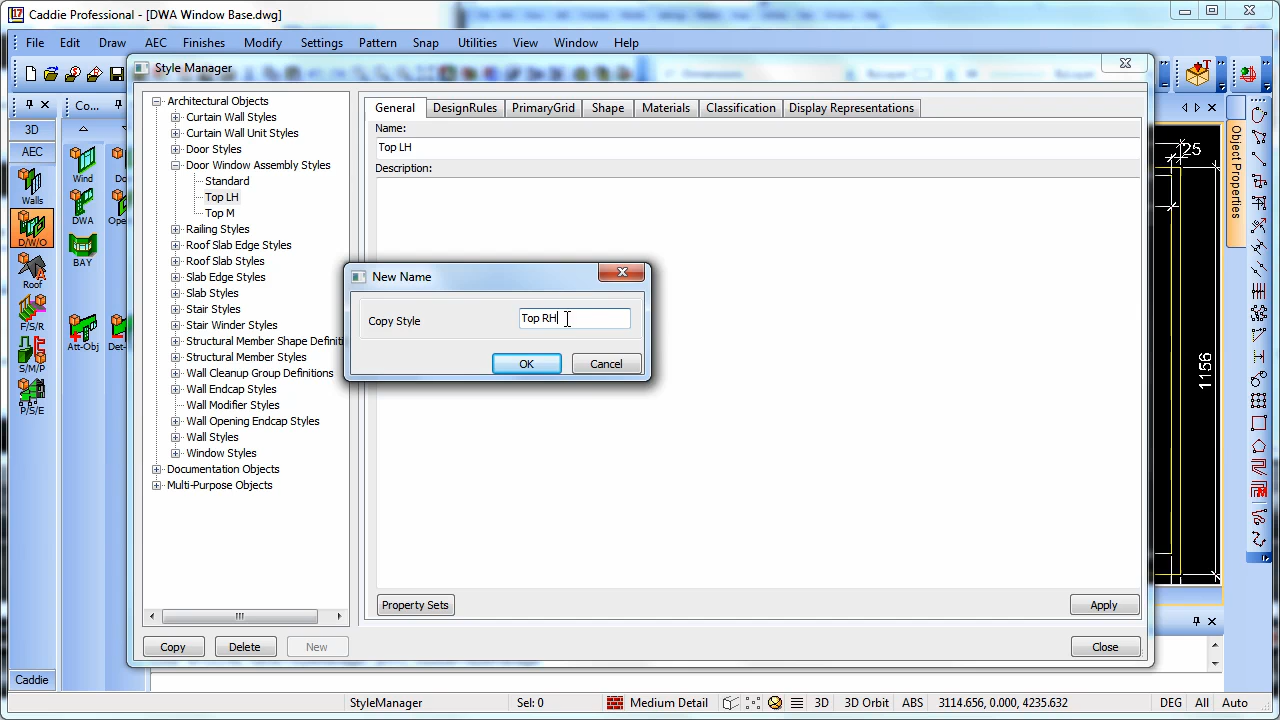 Caddie Professional - [DWA Window Base.dwg]
File Edit Draw AEC Finishes Modify Settings Pattern Snap Utilities View Window Help
Style Manager
Co...
3D
AEC
Walls
D/W/O
Roof
F/S/R
S/M/P
P/S/E
Caddie
Wind
DWA
BAY
Att-Obj
Do
Ope
Det-
Architectural Objects
Curtain Wall Styles
Curtain Wall Unit Styles
Door Styles
Door Window Assembly Styles
Standard
Top LH
Top M
Railing Styles
Roof Slab Edge Styles
Roof Slab Styles
Slab Edge Styles
Slab Styles
Stair Styles
Stair Winder Styles
Structural Member Shape Definiti
Structural Member Styles
Wall Cleanup Group Definitions
Wall Endcap Styles
Wall Modifier Styles
Wall Opening Endcap Styles
Wall Styles
Window Styles
Documentation Objects
Multi-Purpose Objects
Copy Delete New
General DesignRules PrimaryGrid Shape Materials Classification Display Representations
Name:
Top LH
Description:
New Name
Copy Style Top RH
OK Cancel
Property Sets Apply
Close
Object Properties
25
1156
StyleManager Sel: 0 Medium Detail 3D 3D Orbit ABS 3114.656, 0.000, 4235.632 DEG All Auto